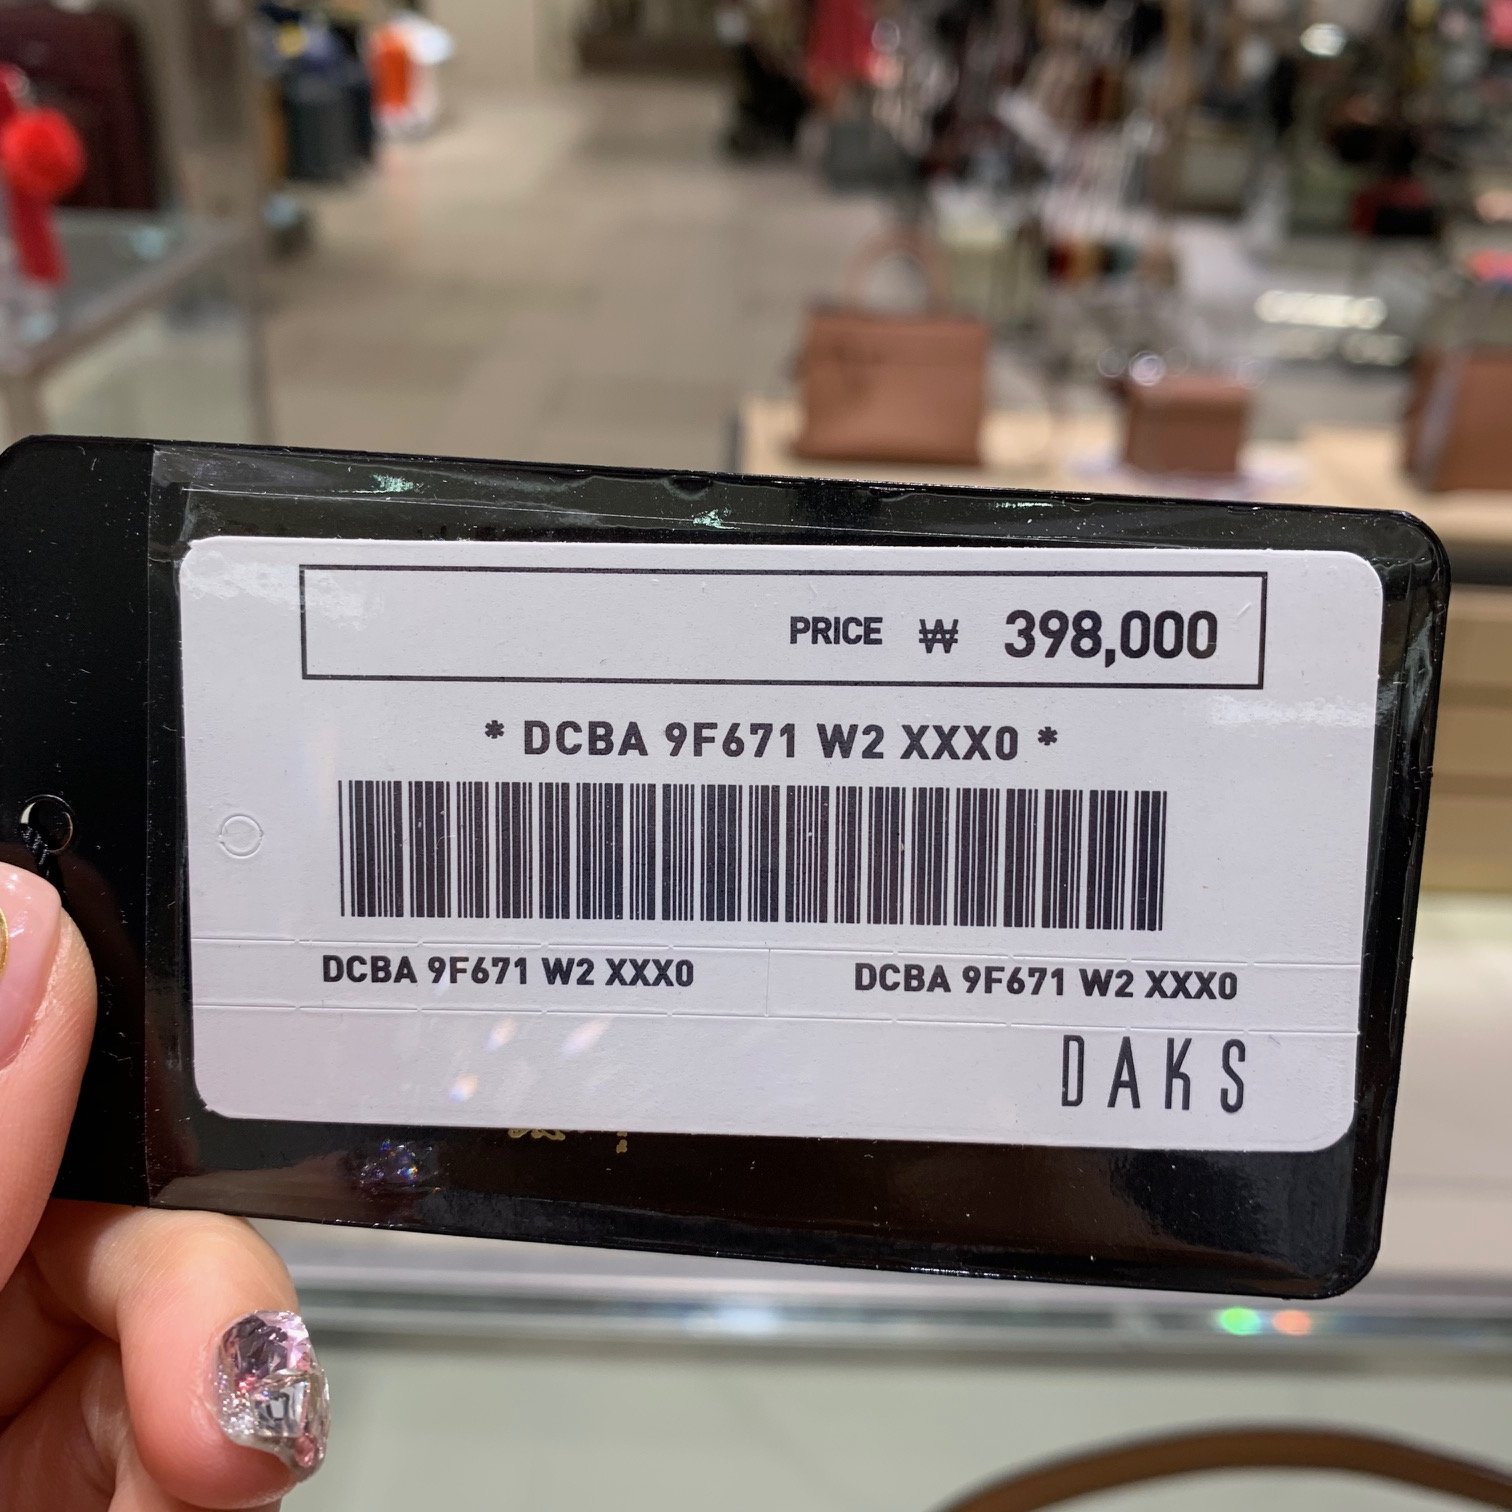 PRICE ₩ 398,000
* DCBA 9F671 W2 XXX0 *
DCBA 9F671 W2 XXX0 DCBA 9F671 W2 XXX0
DAKS